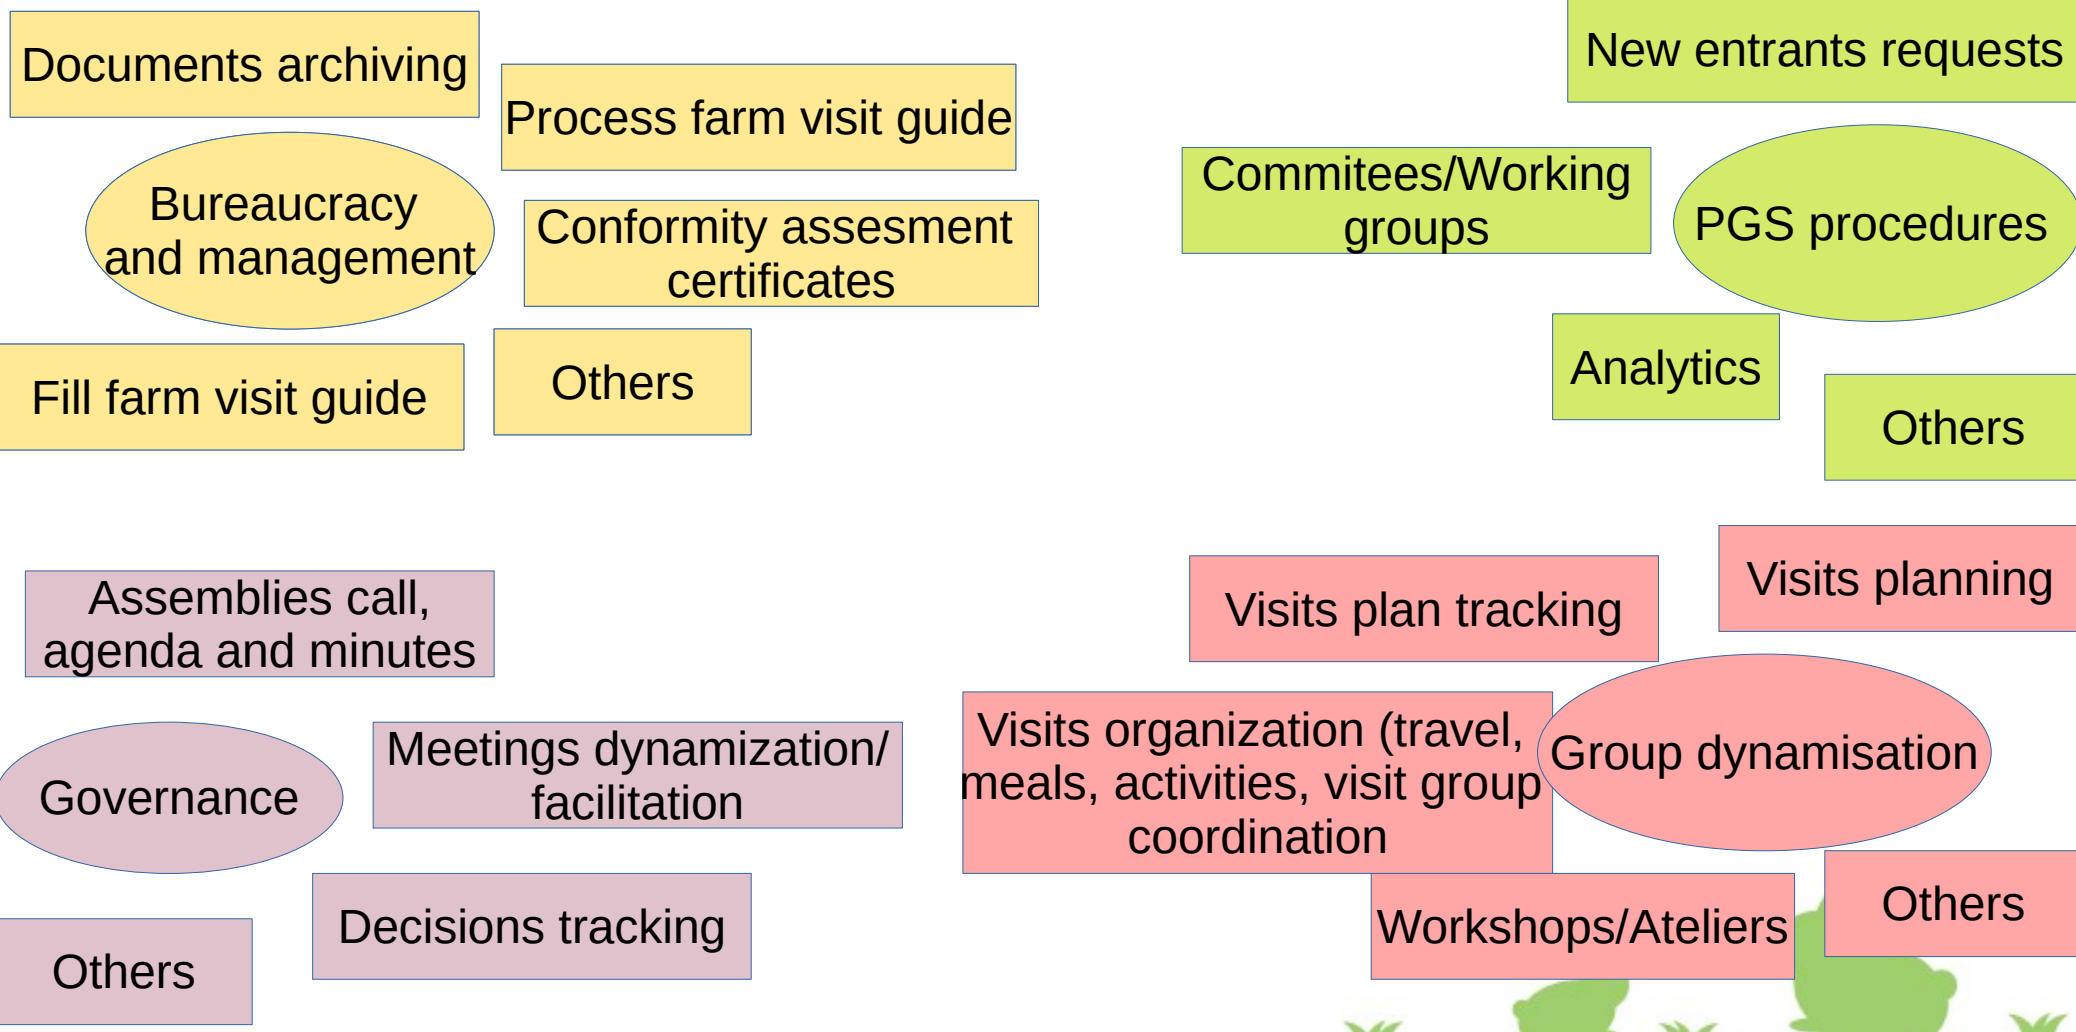 Documents archiving
Process farm visit guide
Bureaucracy
and management
Conformity assesment
certificates
Fill farm visit guide
Others
New entrants requests
Commitees/Working
groups
PGS procedures
Analytics
Others
Assemblies call,
agenda and minutes
Governance
Meetings dynamization/
facilitation
Decisions tracking
Others
Visits planning
Visits plan tracking
Visits organization (travel,
meals, activities, visit group
coordination
Group dynamisation
Workshops/Ateliers
Others